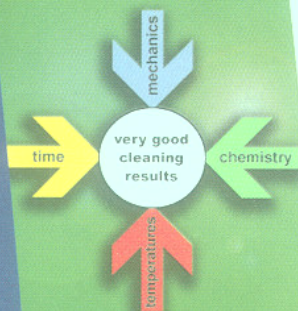 mechanics
time
very good
cleaning
results
chemistry
temperatures